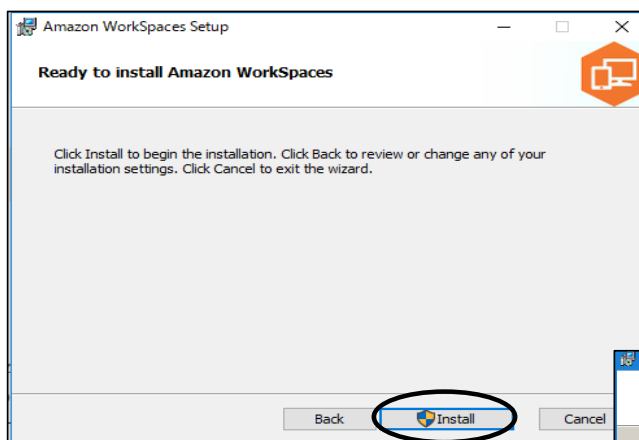 Amazon WorkSpaces Setup
Ready to install Amazon WorkSpaces
Click Install to begin the installation. Click Back to review or change any of your
installation settings. Click Cancel to exit the wizard.
Back
Install
Cancel